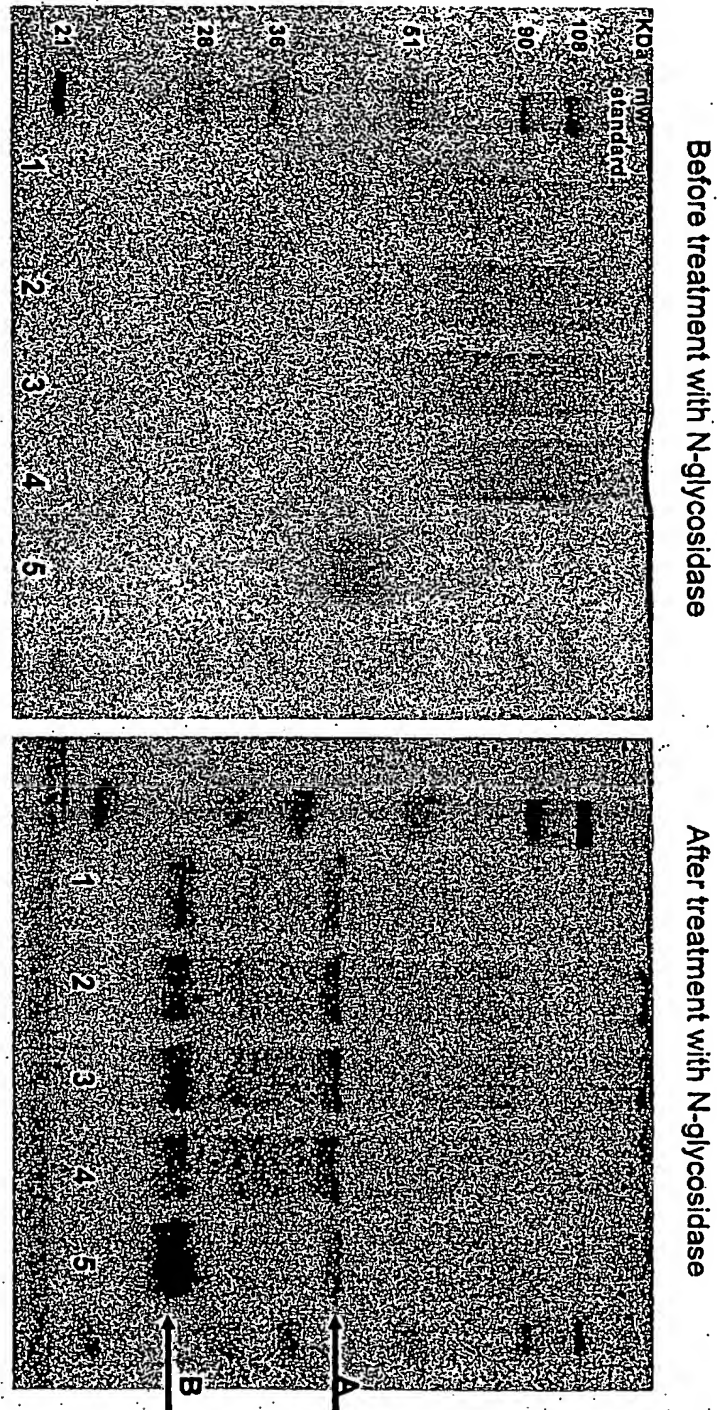 Before treatment with N-glycosidase
KDa mw
standard
108
90
51
36
28
21
1 2 3 4 5
After treatment with N-glycosidase
A
B
1 2 3 4 5